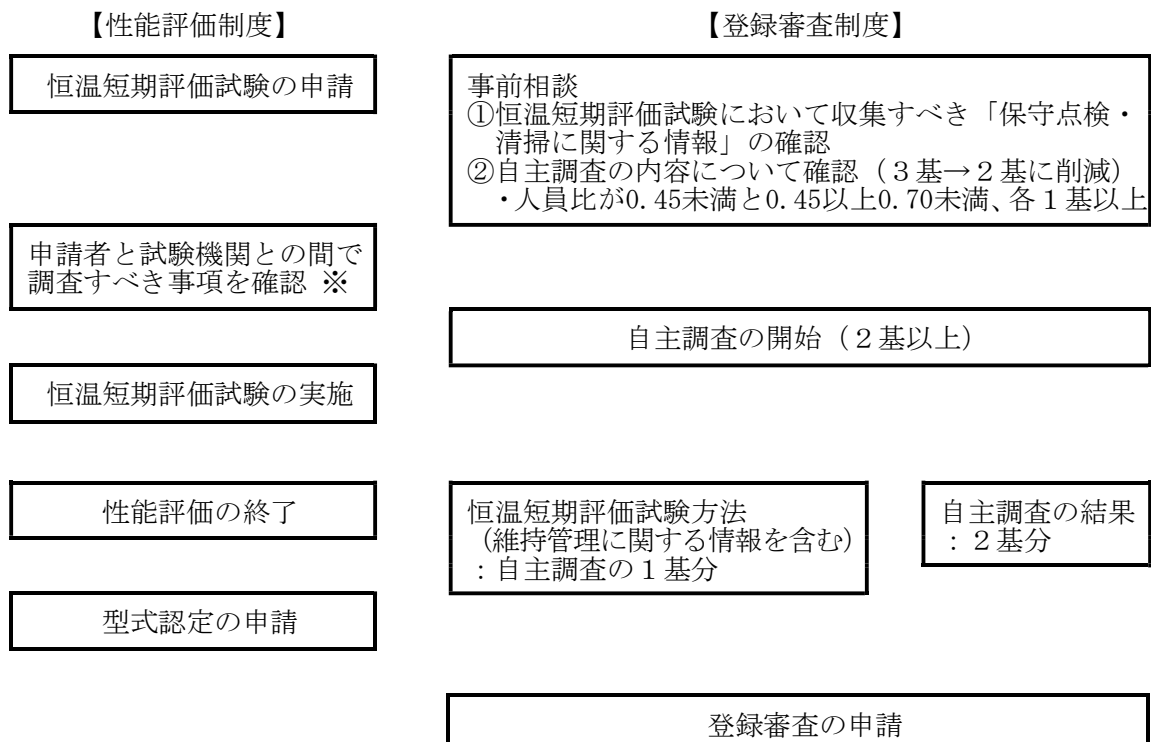 【性能評価制度】
【登録審査制度】
恒温短期評価試験の申請
事前相談
①恒温短期評価試験において収集すべき「保守点検・
清掃に関する情報」の確認
②自主調査の内容について確認（３基→２基に削減）
・人員比が0.45未満と0.45以上0.70未満、各１基以上
申請者と試験機関との間で
調査すべき事項を確認 ※
自主調査の開始（２基以上）
恒温短期評価試験の実施
性能評価の終了
恒温短期評価試験方法
（維持管理に関する情報を含む）
：自主調査の１基分
自主調査の結果
：２基分
型式認定の申請
登録審査の申請